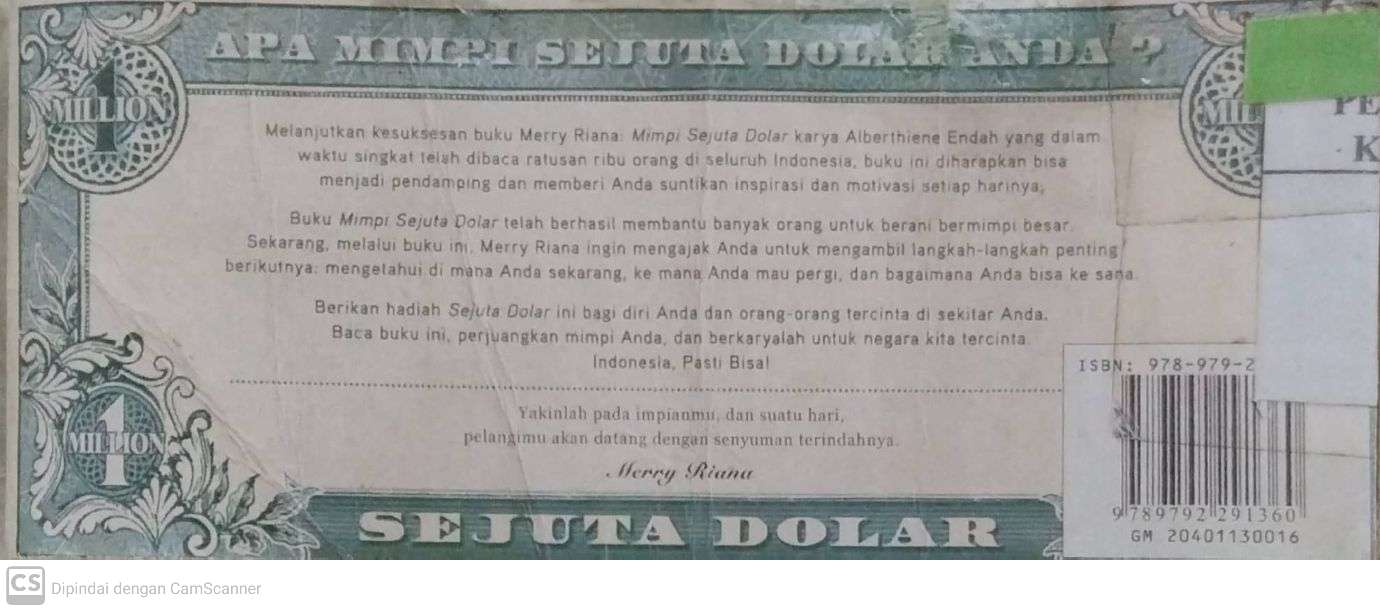 APA MIMPI SEJUTA DOLAR ANDA ?
1 MILLION
MIL
PE
K
Melanjutkan kesuksesan buku Merry Riana: Mimpi Sejuta Dolar karya Alberthiene Endah yang dalam
waktu singkat telah dibaca ratusan ribu orang di seluruh Indonesia, buku ini diharapkan bisa
menjadi pendamping dan memberi Anda suntikan inspirasi dan motivasi setiap harinya,
Buku Mimpi Sejuta Dolar telah berhasil membantu banyak orang untuk berani bermimpi besar.
Sekarang, melalui buku ini, Merry Riana ingin mengajak Anda untuk mengambil langkah-langkah penting
berikutnya: mengetahui di mana Anda sekarang, ke mana Anda mau pergi, dan bagaimana Anda bisa ke sana.
Berikan hadiah Sejuta Dolar ini bagi diri Anda dan orang-orang tercinta di sekitar Anda.
Baca buku ini, perjuangkan mimpi Anda, dan berkaryalah untuk negara kita tercinta
Indonesia, Pasti Bisa!
Yakinlah pada impianmu, dan suatu hari,
pelangimu akan datang dengan senyuman terindahnya.
Merry Riana
1 MILLION
SEJUTA DOLAR
ISBN: 978-979-2
9 789792 291360
GM 20401130016
CS Dipindai dengan CamScanner